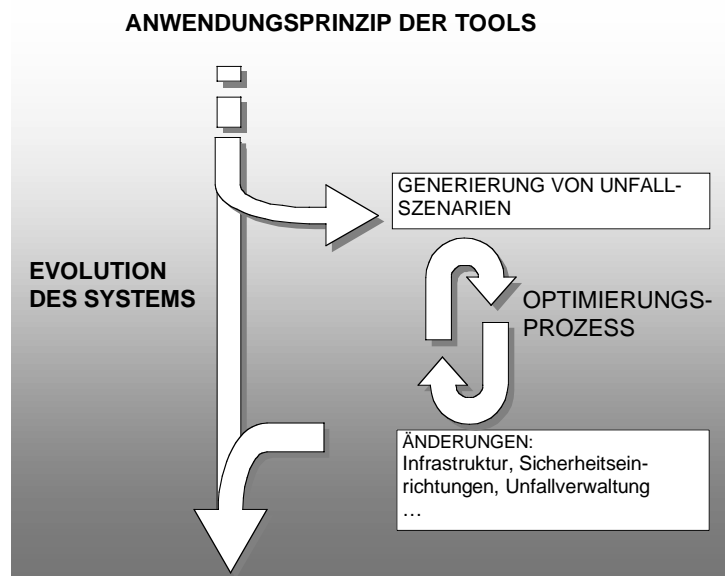 ANWENDUNGSPRINZIP DER TOOLS
GENERIERUNG VON UNFALL-
SZENARIEN
EVOLUTION
DES SYSTEMS
OPTIMIERUNGS-
PROZESS
ÄNDERUNGEN:
Infrastruktur, Sicherheitsein-
richtungen, Unfallverwaltung
…